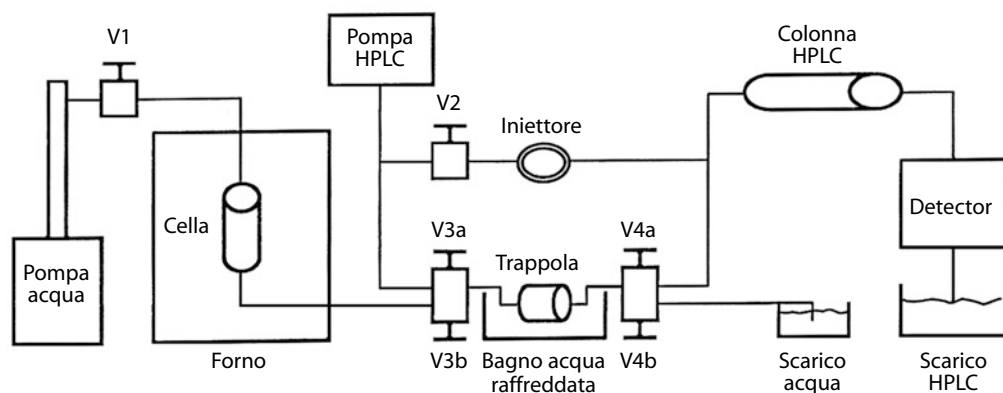 V1
Pompa
HPLC
Colonna
HPLC
V2
Iniettore
Cella
V3a
Trappola
V4a
Detector
Pompa
acqua
Forno
V3b
Bagno acqua
raffreddata
V4b
Scarico
acqua
Scarico
HPLC